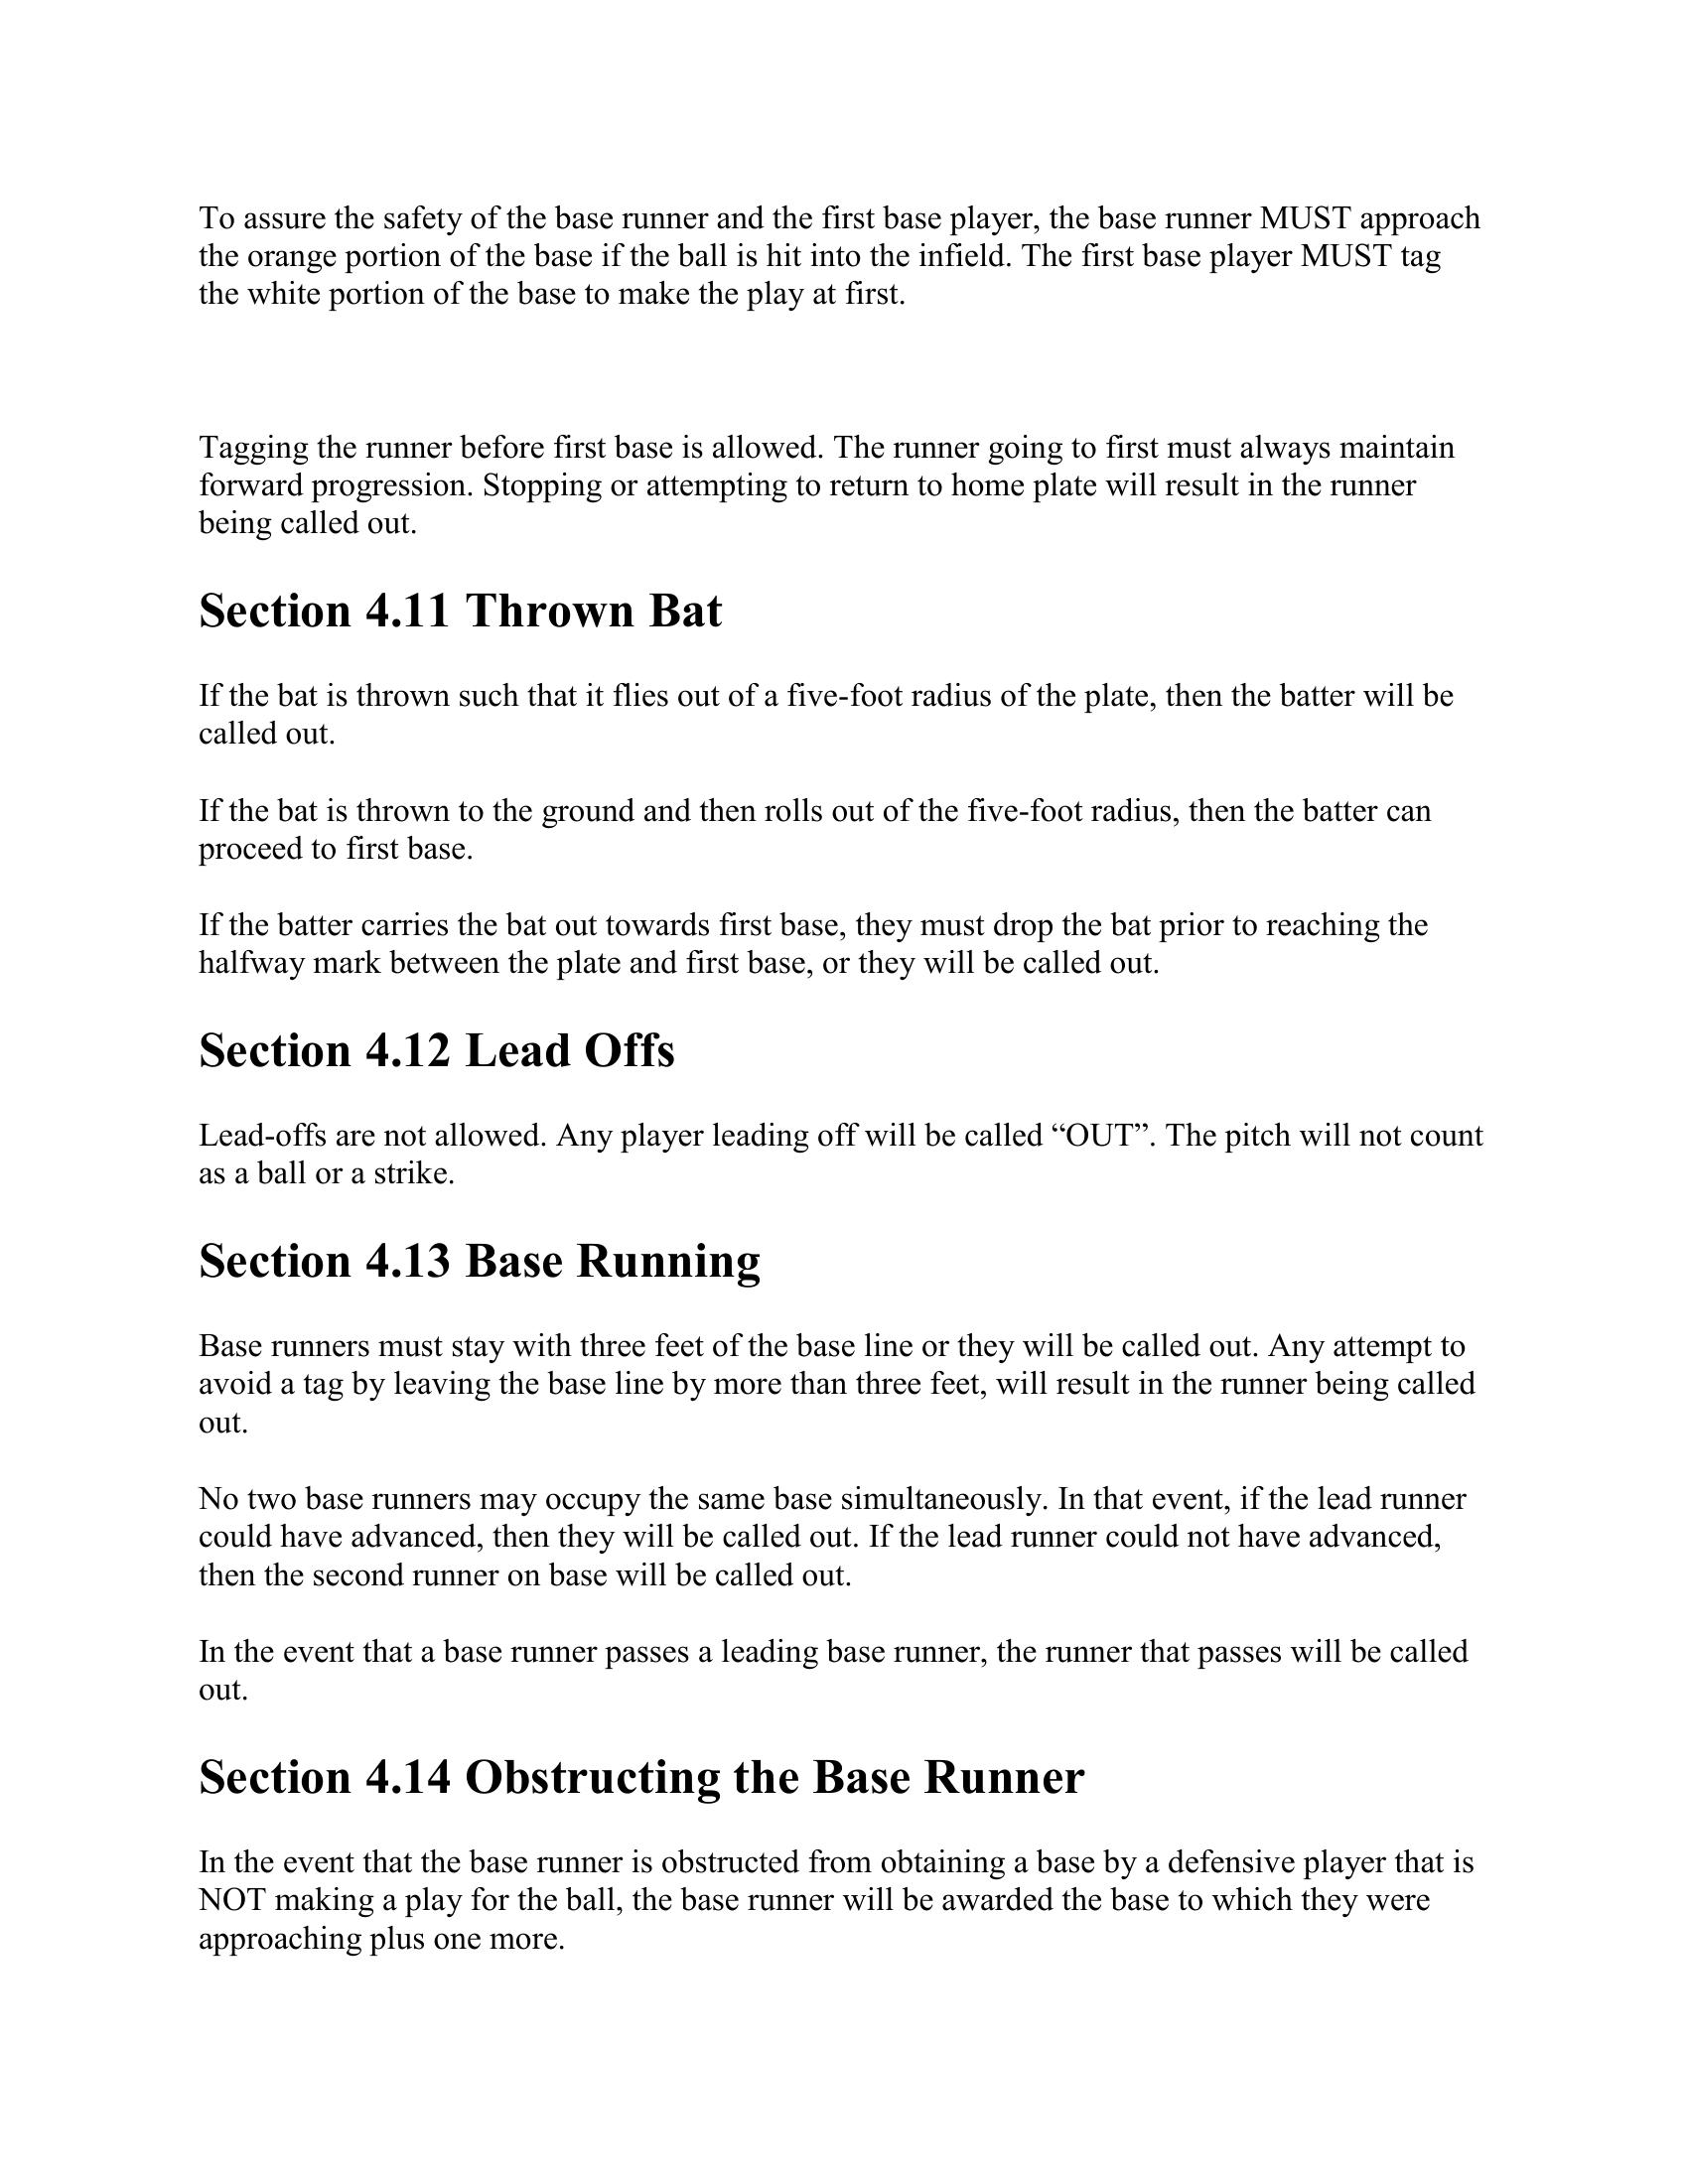 To assure the safety of the base runner and the first base player, the base runner MUST approach
the orange portion of the base if the ball is hit into the infield. The first base player MUST tag
the white portion of the base to make the play at first.
Tagging the runner before first base is allowed. The runner going to first must always maintain
forward progression. Stopping or attempting to return to home plate will result in the runner
being called out.
Section 4.11 Thrown Bat
If the bat is thrown such that it flies out of a five-foot radius of the plate, then the batter will be
called out.
If the bat is thrown to the ground and then rolls out of the five-foot radius, then the batter can
proceed to first base.
If the batter carries the bat out towards first base, they must drop the bat prior to reaching the
halfway mark between the plate and first base, or they will be called out.
Section 4.12 Lead Offs
Lead-offs are not allowed. Any player leading off will be called “OUT”. The pitch will not count
as a ball or a strike.
Section 4.13 Base Running
Base runners must stay with three feet of the base line or they will be called out. Any attempt to
avoid a tag by leaving the base line by more than three feet, will result in the runner being called
out.
No two base runners may occupy the same base simultaneously. In that event, if the lead runner
could have advanced, then they will be called out. If the lead runner could not have advanced,
then the second runner on base will be called out.
In the event that a base runner passes a leading base runner, the runner that passes will be called
out.
Section 4.14 Obstructing the Base Runner
In the event that the base runner is obstructed from obtaining a base by a defensive player that is
NOT making a play for the ball, the base runner will be awarded the base to which they were
approaching plus one more.